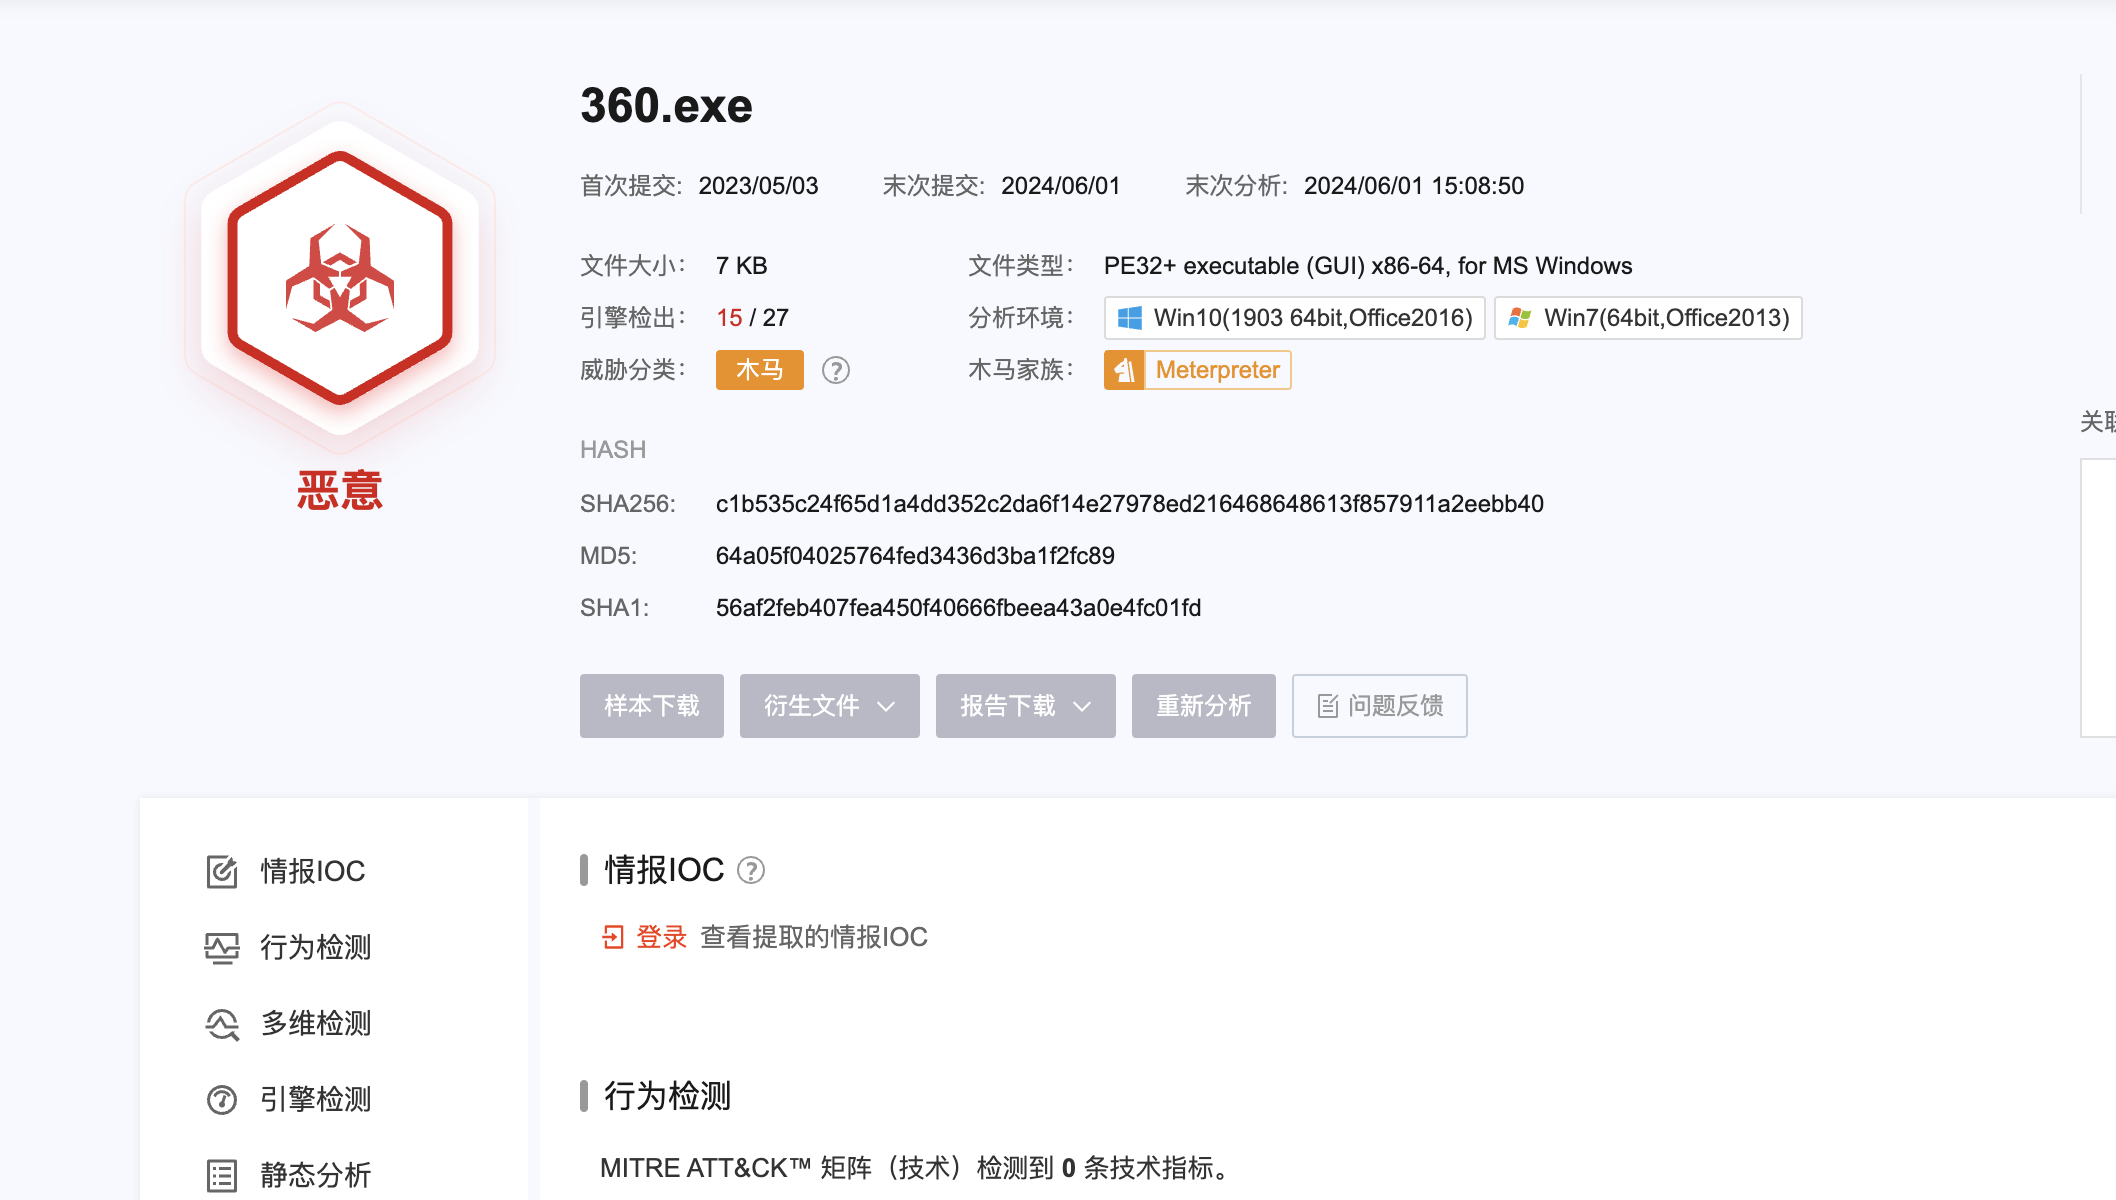 360.exe
首次提交: 2023/05/03 末次提交: 2024/06/01 末次分析: 2024/06/01 15:08:50
文件大小： 7 KB 文件类型： PE32+ executable (GUI) x86-64, for MS Windows
引擎检出： 15 / 27 分析环境： Win10(1903 64bit,Office2016) Win7(64bit,Office2013)
威胁分类： 木马 ? 木马家族： Meterpreter
恶意
HASH
SHA256: c1b535c24f65d1a4dd352c2da6f14e27978ed216468648613f857911a2eebb40
MD5: 64a05f04025764fed3436d3ba1f2fc89
SHA1: 56af2feb407fea450f40666fbeea43a0e4fc01fd
样本下载 衍生文件 报告下载 重新分析 问题反馈
情报IOC
行为检测
多维检测
引擎检测
静态分析
情报IOC ?
登录 查看提取的情报IOC
行为检测
MITRE ATT&CK™ 矩阵（技术）检测到 0 条技术指标。
关